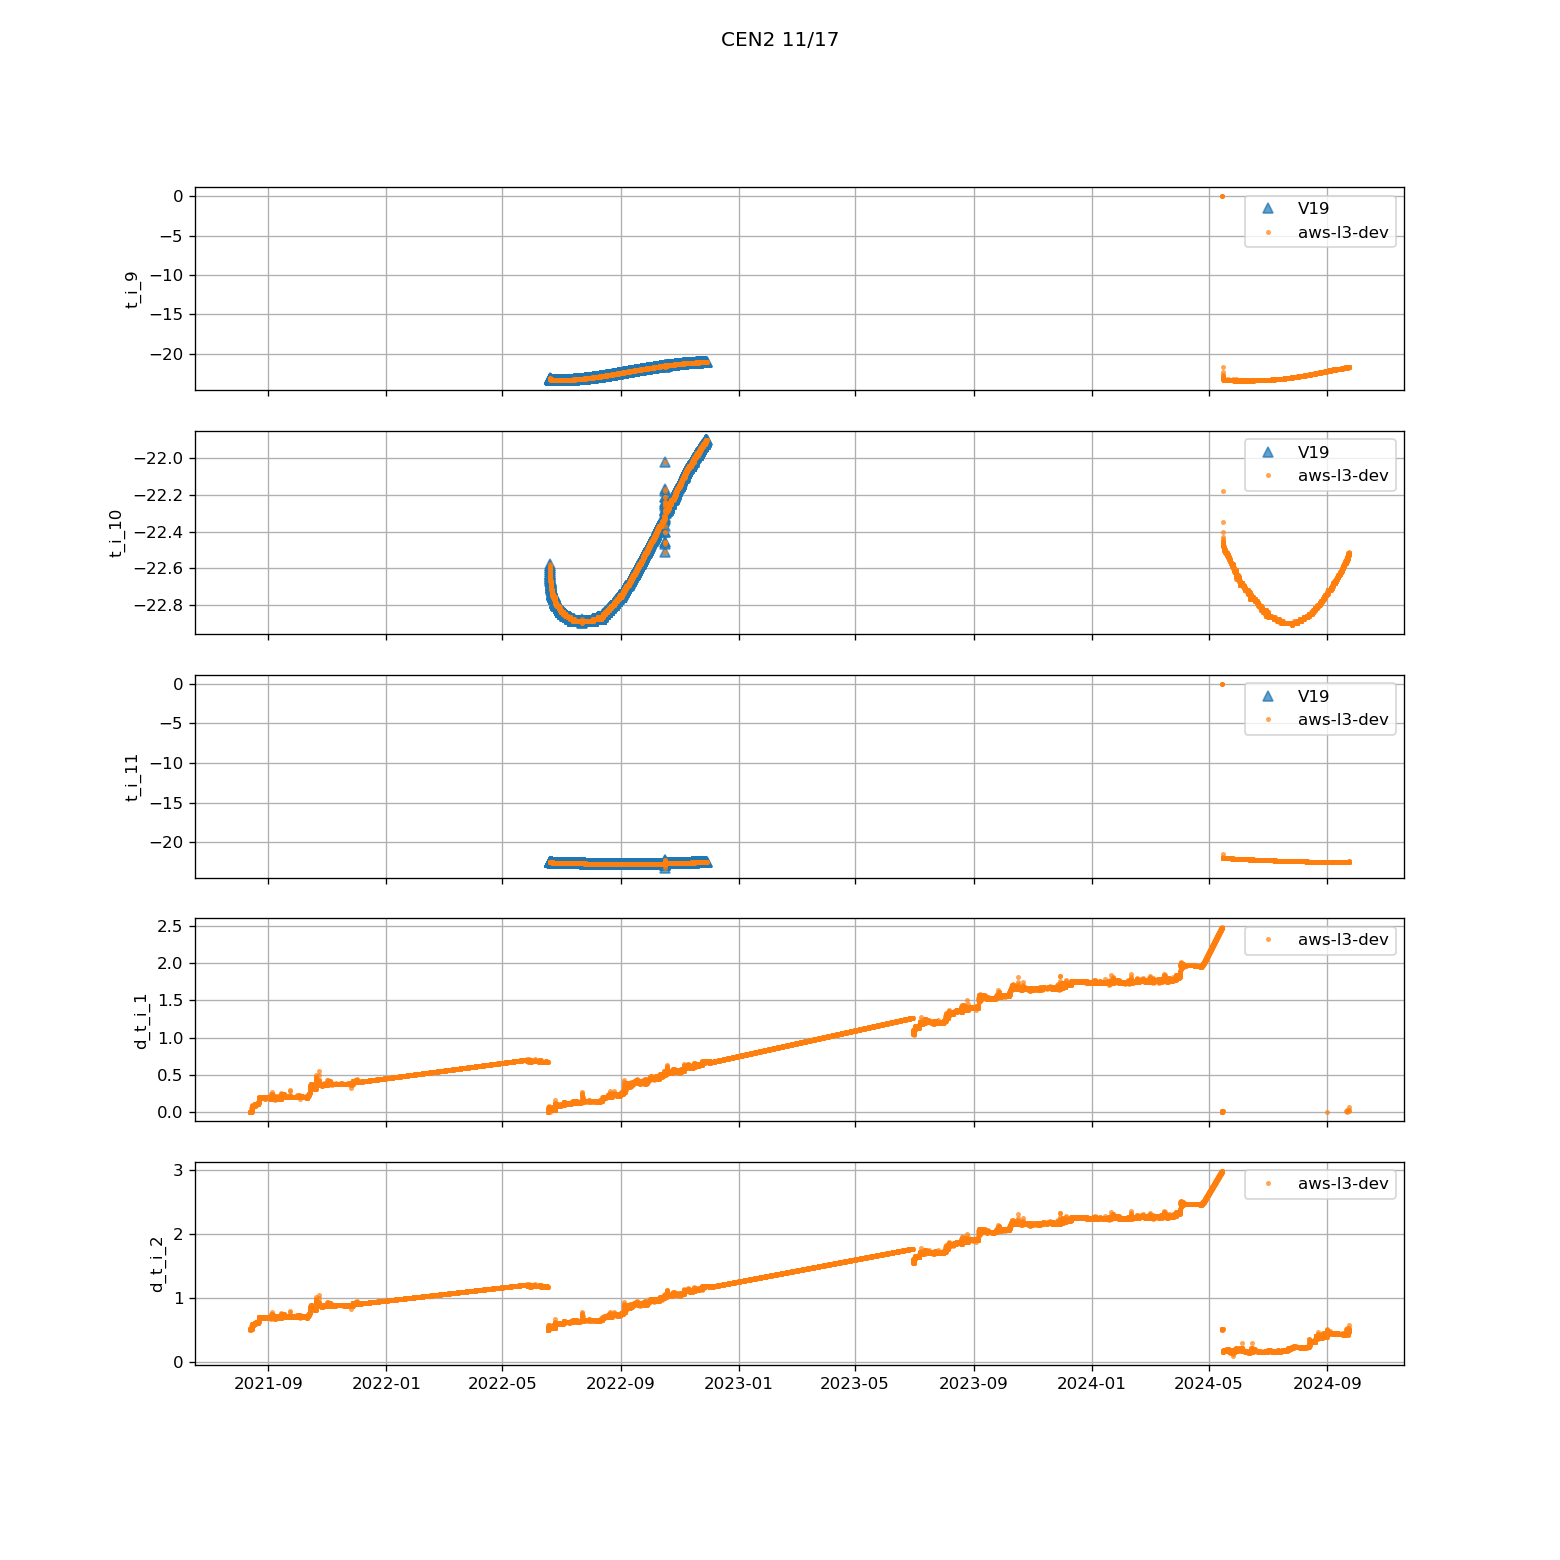 CEN2 11/17
0
−5
−10
−15
−20
t_i_9
V19
aws-l3-dev
−22.0
−22.2
−22.4
−22.6
−22.8
t_i_10
V19
aws-l3-dev
0
−5
−10
−15
−20
t_i_11
V19
aws-l3-dev
2.5
2.0
1.5
1.0
0.5
0.0
d_t_i_1
aws-l3-dev
3
2
1
0
d_t_i_2
aws-l3-dev
2021-09 2022-01 2022-05 2022-09 2023-01 2023-05 2023-09 2024-01 2024-05 2024-09